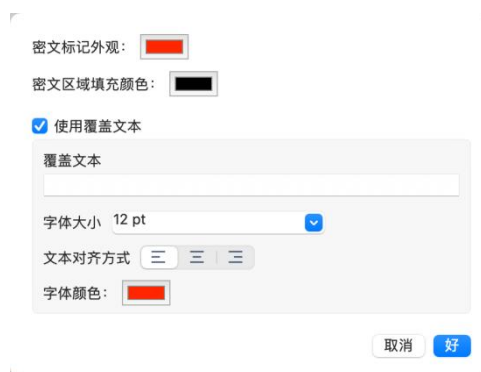 密文标记外观：
密文区域填充颜色：
使用覆盖文本
覆盖文本
字体大小 12 pt
文本对齐方式
字体颜色：
取消 好